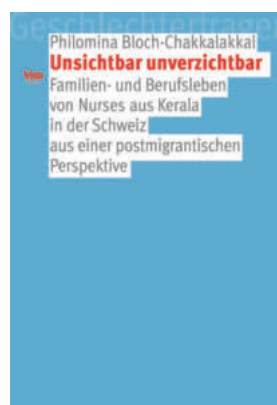 Geschlechterfragen
Philomina Bloch-Chakkalakkal
Unsichtbar unverzichtbar
Familien- und Berufsleben
von Nurses aus Kerala
in der Schweiz
aus einer postmigrantischen
Perspektive